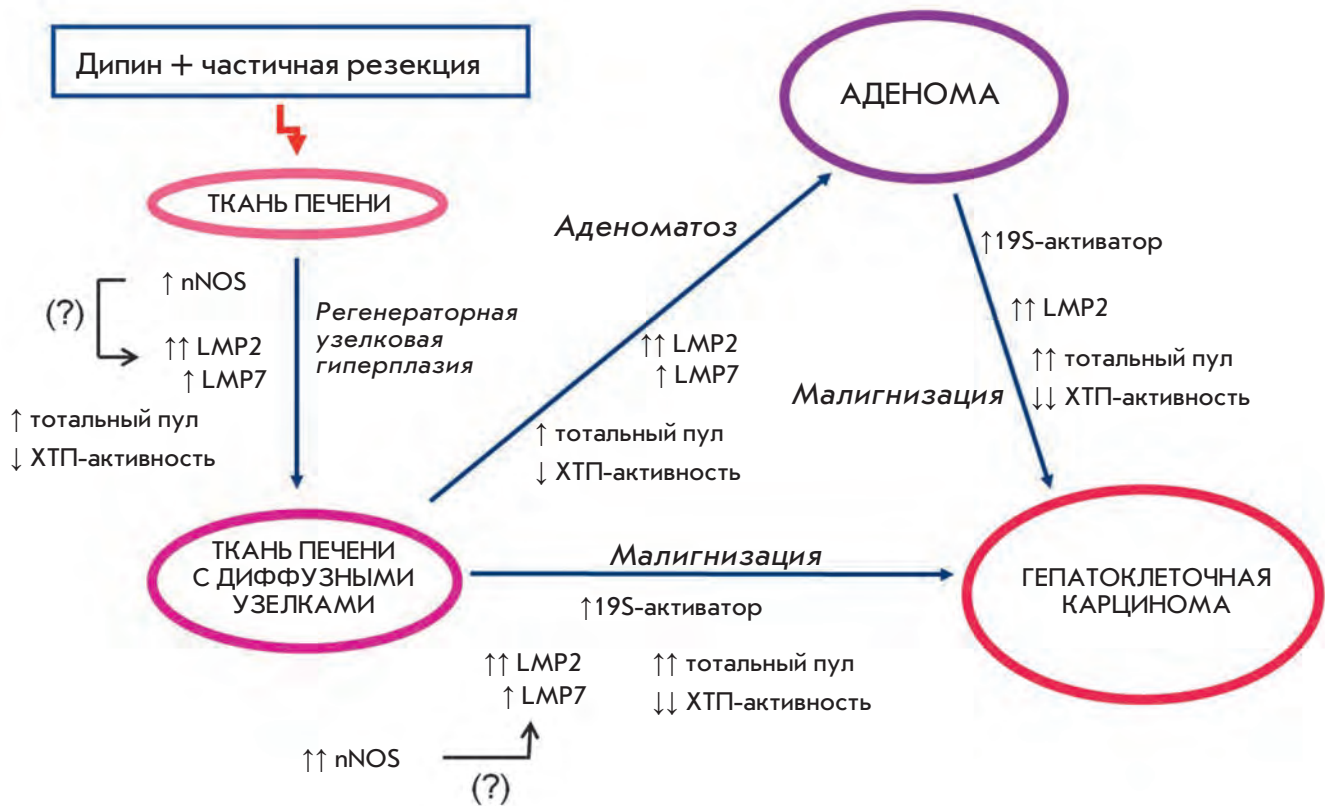 Дипин + частичная резекция
АДЕНОМА
ТКАНЬ ПЕЧЕНИ
Аденоматоз
↑19S-активатор
(?)
↑ nNOS
↑↑ LMP2
↑ LMP7
Регенераторная
узелковая
гиперплазия
↑ тотальный пул
↓ ХТП-активность
↑↑ LMP2
↑ LMP7
↑ тотальный пул
↓ ХТП-активность
↑↑ LMP2
Малигнизация
↑↑ тотальный пул
↓↓ ХТП-активность
ТКАНЬ ПЕЧЕНИ
С ДИФФУЗНЫМИ
УЗЕЛКАМИ
Малигнизация
↑19S-активатор
ГЕПАТОКЛЕТОЧНАЯ
КАРЦИНОМА
↑↑ LMP2
↑ LMP7
↑↑ тотальный пул
↓↓ ХТП-активность
↑↑ nNOS
(?)